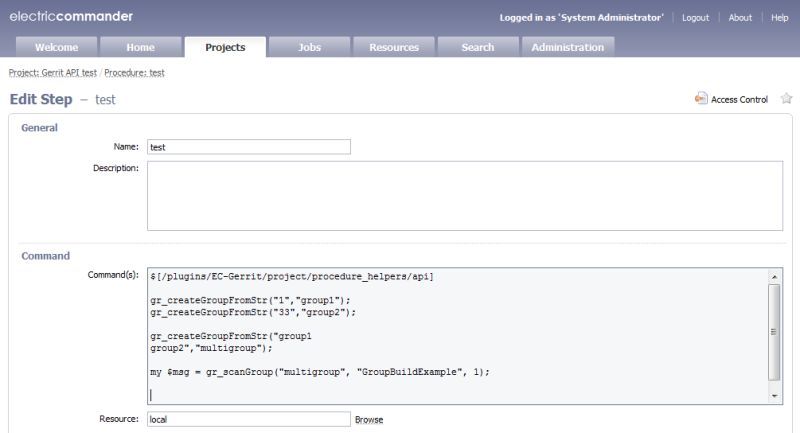 electriccommander
Logged in as 'System Administrator' | Logout | About | Help
Welcome Home Projects Jobs Resources Search Administration
Project: Gerrit API test / Procedure: test
Edit Step – test
Access Control
General
Name: test
Description:
Command
Command(s): $[/plugins/EC-Gerrit/project/procedure_helpers/api]
gr_createGroupFromStr("1","group1");
gr_createGroupFromStr("33","group2");
gr_createGroupFromStr("group1
group2","multigroup");
my $msg = gr_scanGroup("multigroup", "GroupBuildExample", 1);
Resource: local Browse